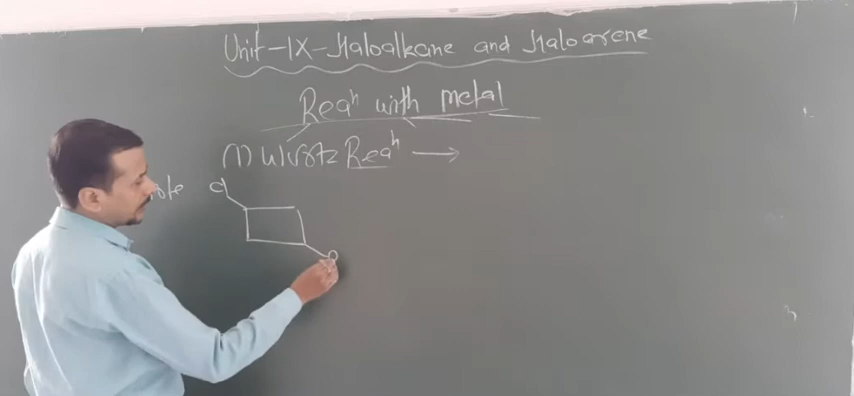 Unit-IX-Haloalkane and Haloarene
Reaⁿ with metal
(1) Wurtz Reaⁿ →
Cl